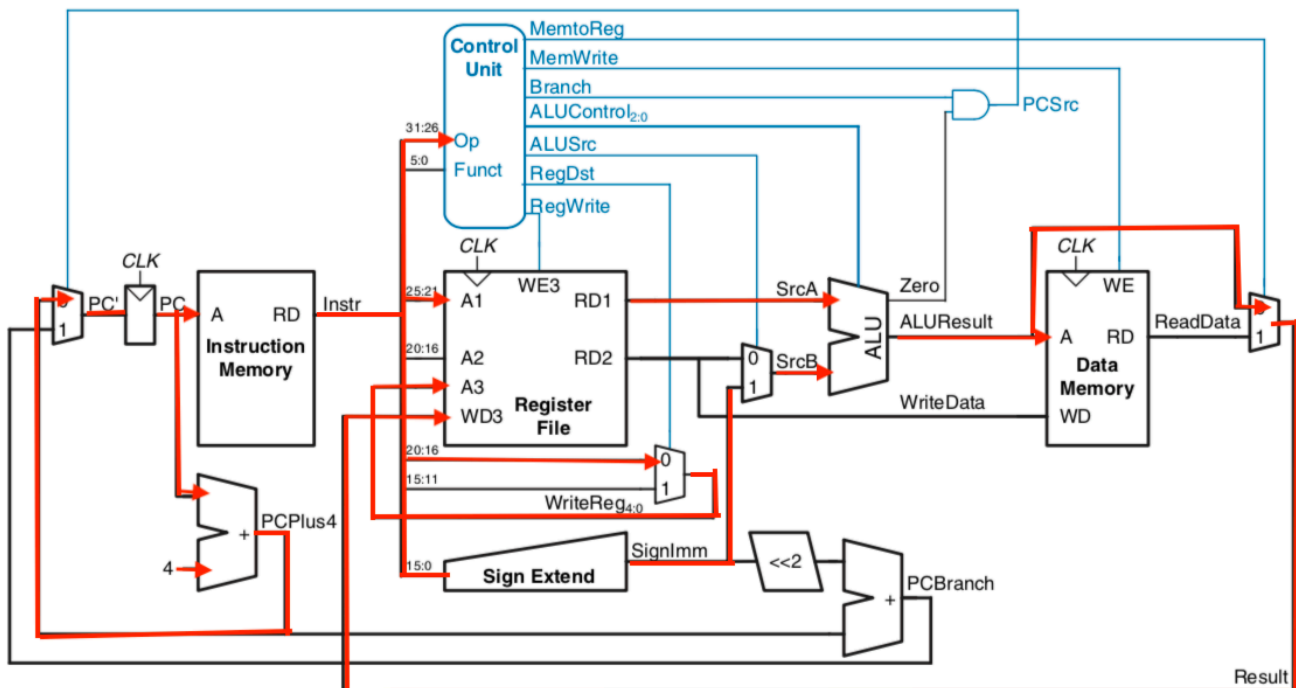 MemtoReg
Control
Unit
MemWrite
Branch
PCSrc
ALUControl2:0
31:26
Op
ALUSrc
5:0
Funct
RegDst
RegWrite
CLK
CLK
CLK
0
1
PC'
PC
A
RD
Instr
Instruction
Memory
25:21
A1
WE3
RD1
SrcA
Zero
WE
20:16
A2
RD2
0
1
SrcB
ALU
ALUResult
A
RD
ReadData
0
1
Data
Memory
A3
WD3
Register
File
WriteData
WD
20:16
0
15:11
1
WriteReg4:0
PCPlus4
+
4
SignImm
15:0
Sign Extend
<<2
+
PCBranch
Result